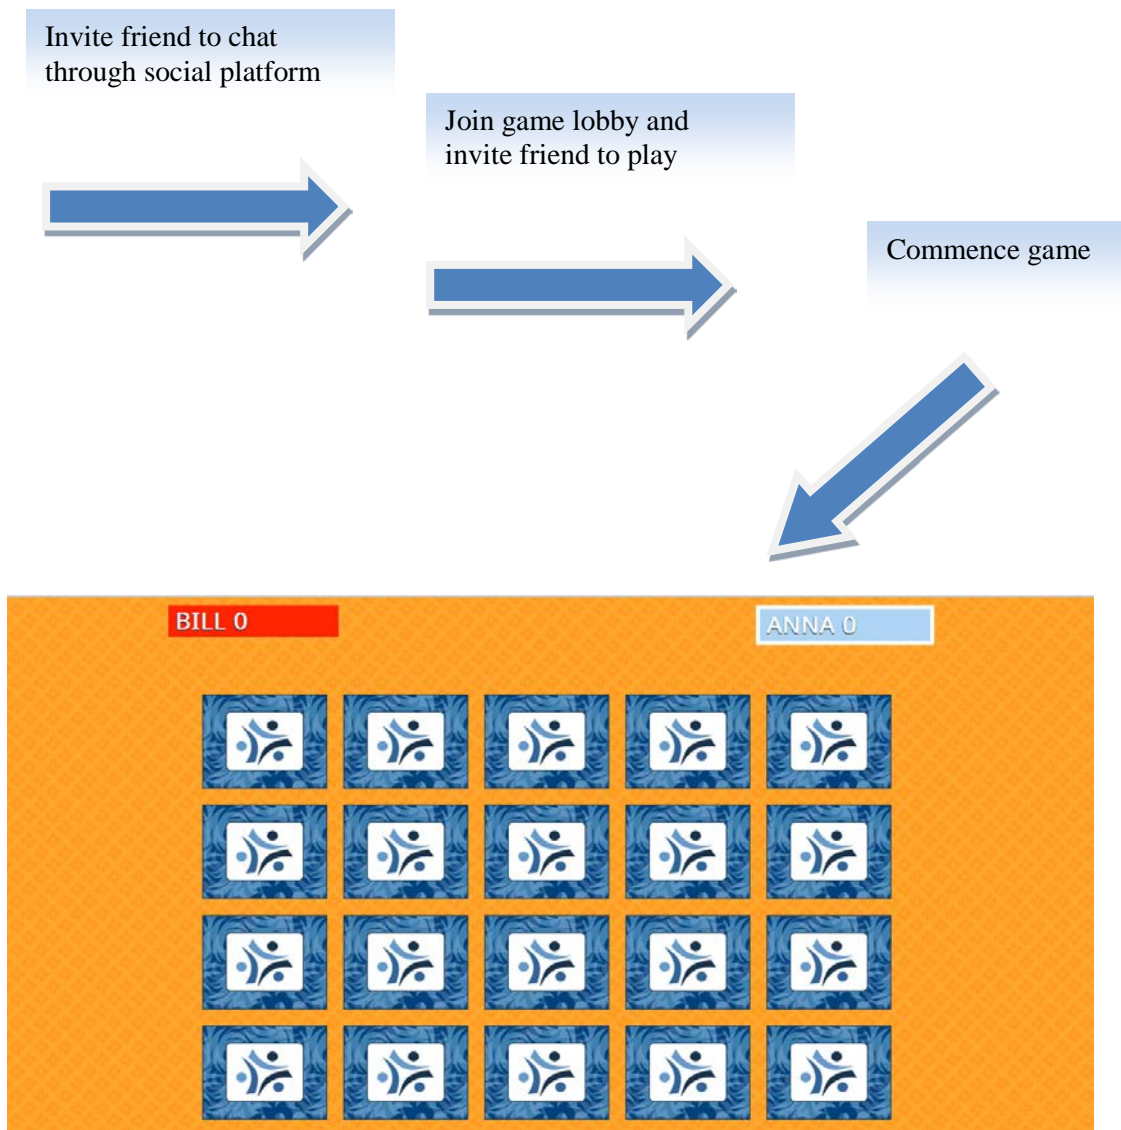 Invite friend to chat
through social platform
Join game lobby and
invite friend to play
Commence game
BILL 0
ANNA 0